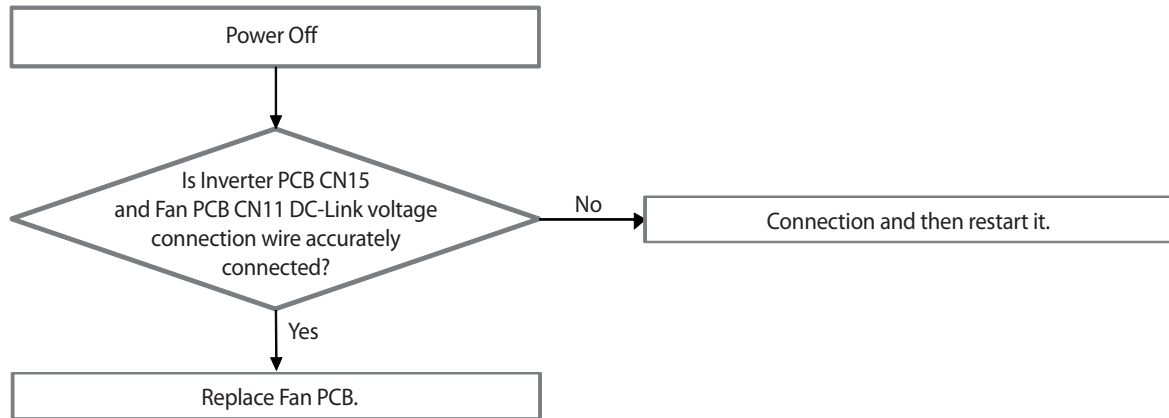 Power Off
Is Inverter PCB CN15
and Fan PCB CN11 DC-Link voltage
connection wire accurately
connected?
No
Connection and then restart it.
Yes
Replace Fan PCB.